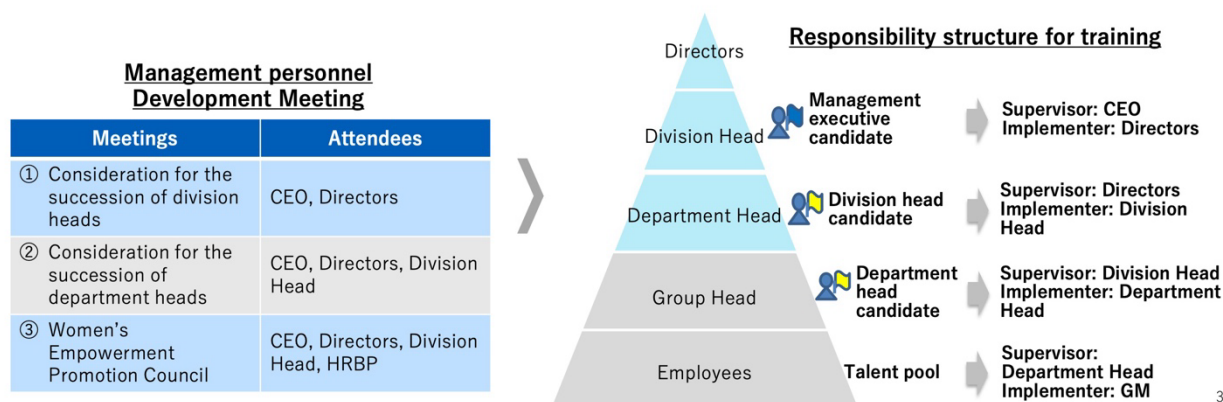 Management personnel
Development Meeting
Meetings
Attendees
① Consideration for the
succession of division
heads
CEO, Directors
② Consideration for the
succession of
department heads
CEO, Directors, Division
Head
③ Women’s
Empowerment
Promotion Council
CEO, Directors, Division
Head, HRBP
Responsibility structure for training
Directors
Division Head
Management
executive
candidate
Supervisor: CEO
Implementer: Directors
Department Head
Division head
candidate
Supervisor: Directors
Implementer: Division
Head
Group Head
Department
head
candidate
Supervisor: Division Head
Implementer: Department
Head
Employees
Talent pool
Supervisor:
Department Head
Implementer: GM
3